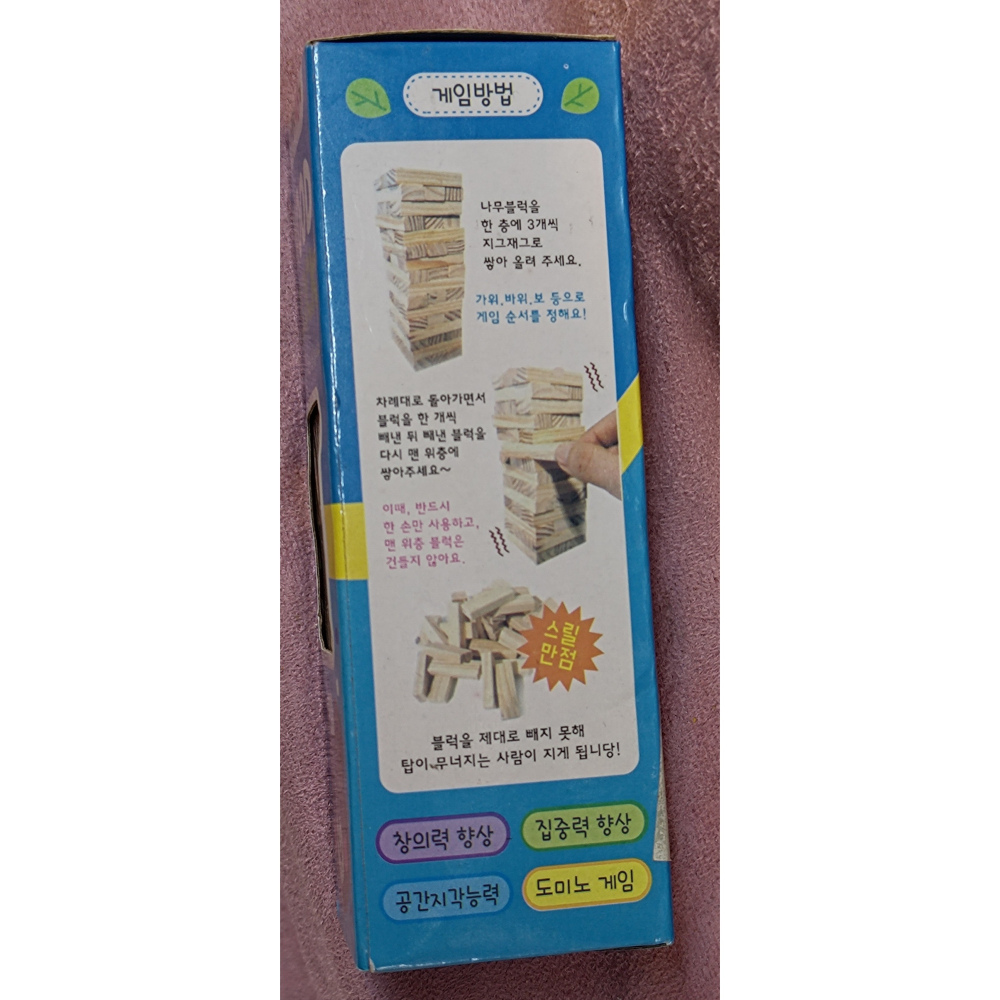 게임방법
나무블럭을
한 층에 3개씩
지그재그로
쌓아 올려 주세요.
가위,바위,보 등으로
게임 순서를 정해요!
차례대로 돌아가면서
블럭을 한 개씩
빼낸 뒤 빼낸 블럭을
다시 맨 위층에
쌓아주세요~
이때, 반드시
한 손만 사용하고,
맨 위층 블럭은
건들지 않아요.
스릴
만점
블럭을 제대로 빼지 못해
탑이 무너지는 사람이 지게 됩니당!
창의력 향상
집중력 향상
공간지각능력
도미노 게임